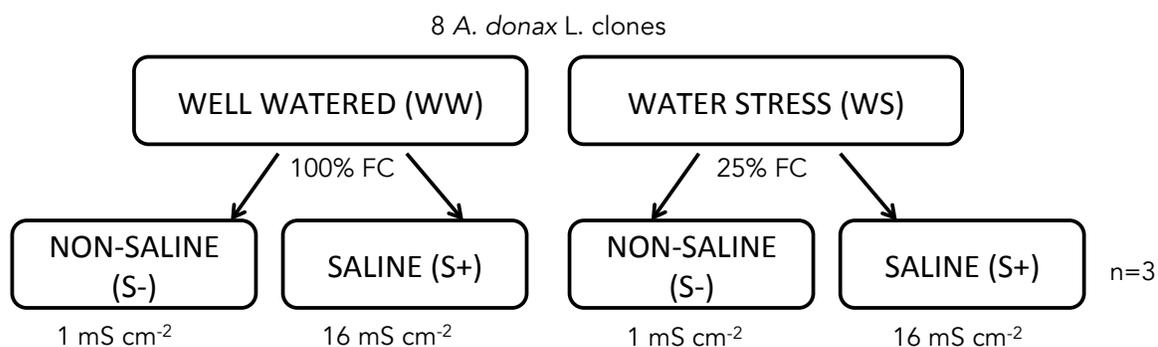 8 A. donax L. clones
WELL WATERED (WW)
WATER STRESS (WS)
100% FC
25% FC
NON-SALINE
(S-)
SALINE (S+)
NON-SALINE
(S-)
SALINE (S+)
n=3
1 mS cm-2
16 mS cm-2
1 mS cm-2
16 mS cm-2